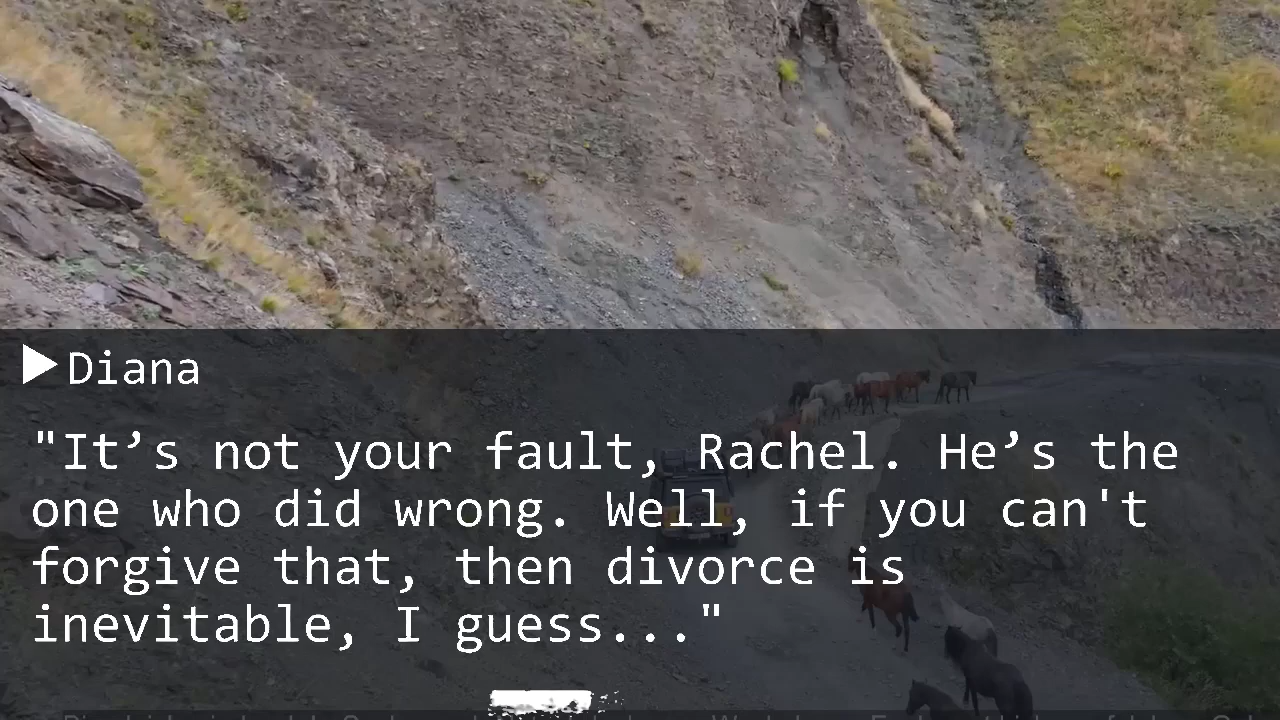 ▶Diana
"It’s not your fault, Rachel. He’s the
one who did wrong. Well, if you can't
forgive that, then divorce is
inevitable, I guess..."